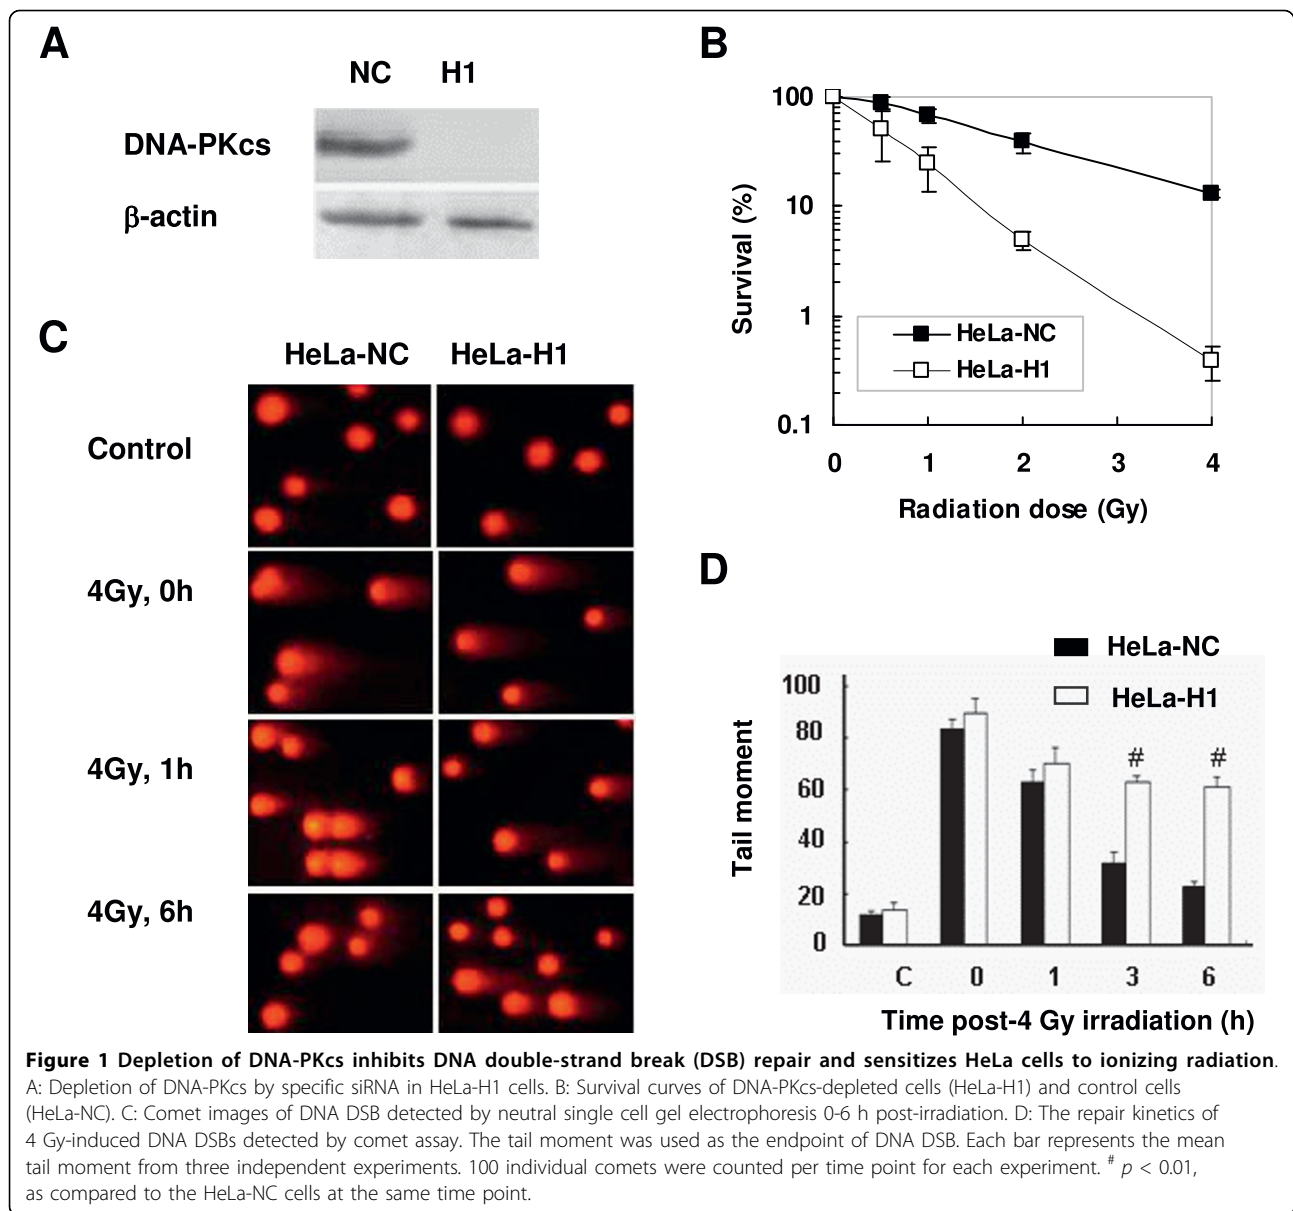 A
NC H1
DNA-PKcs
β-actin
B
100
10
1
0.1
Survival (%)
HeLa-NC
HeLa-H1
0 1 2 3 4
Radiation dose (Gy)
C
HeLa-NC HeLa-H1
Control
4Gy, 0h
4Gy, 1h
4Gy, 6h
D
HeLa-NC
HeLa-H1
100
80
60
40
20
0
Tail moment
# #
C 0 1 3 6
Time post-4 Gy irradiation (h)
Figure 1 Depletion of DNA-PKcs inhibits DNA double-strand break (DSB) repair and sensitizes HeLa cells to ionizing radiation.
A: Depletion of DNA-PKcs by specific siRNA in HeLa-H1 cells. B: Survival curves of DNA-PKcs-depleted cells (HeLa-H1) and control cells
(HeLa-NC). C: Comet images of DNA DSB detected by neutral single cell gel electrophoresis 0-6 h post-irradiation. D: The repair kinetics of
4 Gy-induced DNA DSBs detected by comet assay. The tail moment was used as the endpoint of DNA DSB. Each bar represents the mean
tail moment from three independent experiments. 100 individual comets were counted per time point for each experiment. # p < 0.01,
as compared to the HeLa-NC cells at the same time point.